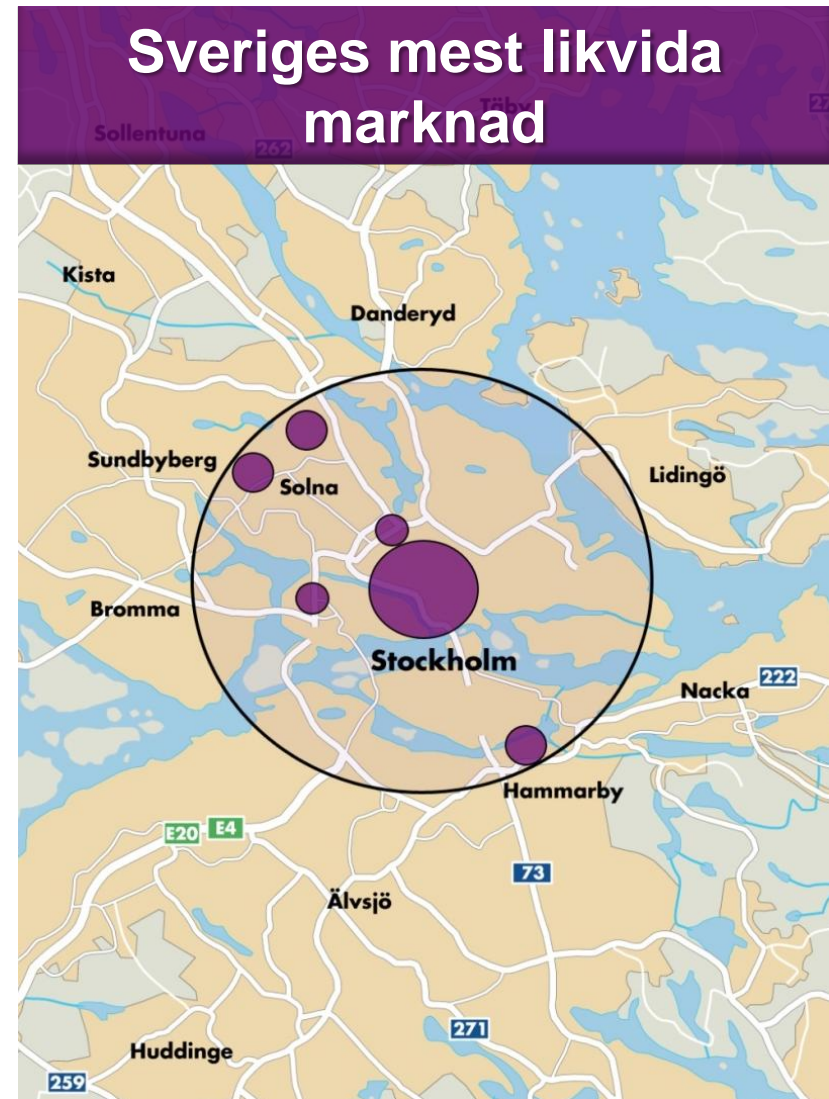 Sveriges mest likvida
marknad
Täby
Sollentuna
262
Kista
Danderyd
Sundbyberg
Solna
Lidingö
Bromma
Stockholm
Nacka
222
Hammarby
E20
E4
73
Älvsjö
271
Huddinge
259